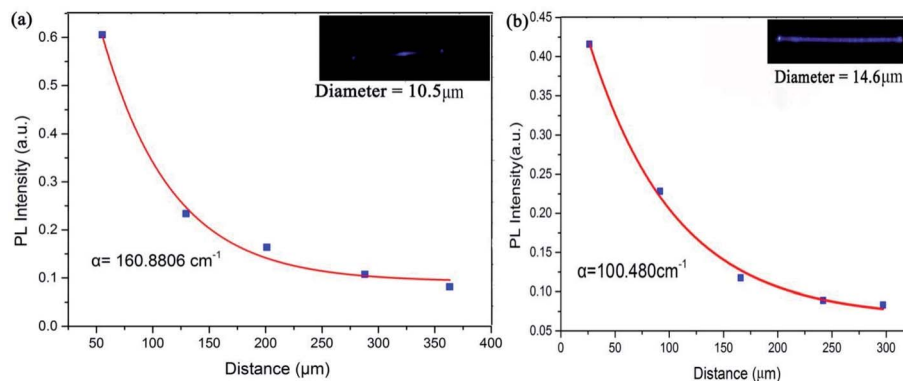 (a)
0.6
0.5
0.4
0.3
0.2
0.1
0.0
PL Intensity (a.u.)
Diameter = 10.5μm
α= 160.8806 cm⁻¹
50 100 150 200 250 300 350 400
Distance (μm)
(b)
0.45
0.40
0.35
0.30
0.25
0.20
0.15
0.10
0.05
PL Intensity(a.u.)
Diameter = 14.6μm
α=100.480cm⁻¹
0 50 100 150 200 250 300
Distance (μm)